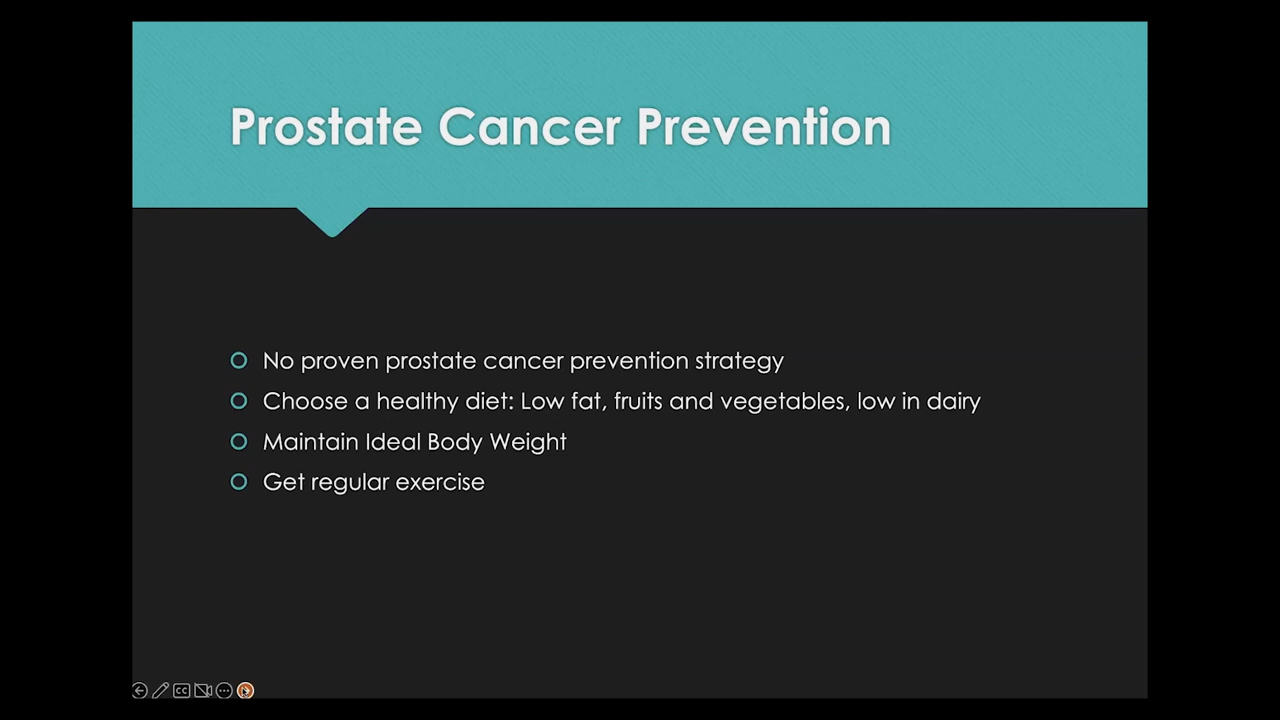 Prostate Cancer Prevention
No proven prostate cancer prevention strategy
Choose a healthy diet: Low fat, fruits and vegetables, low in dairy
Maintain Ideal Body Weight
Get regular exercise
CC